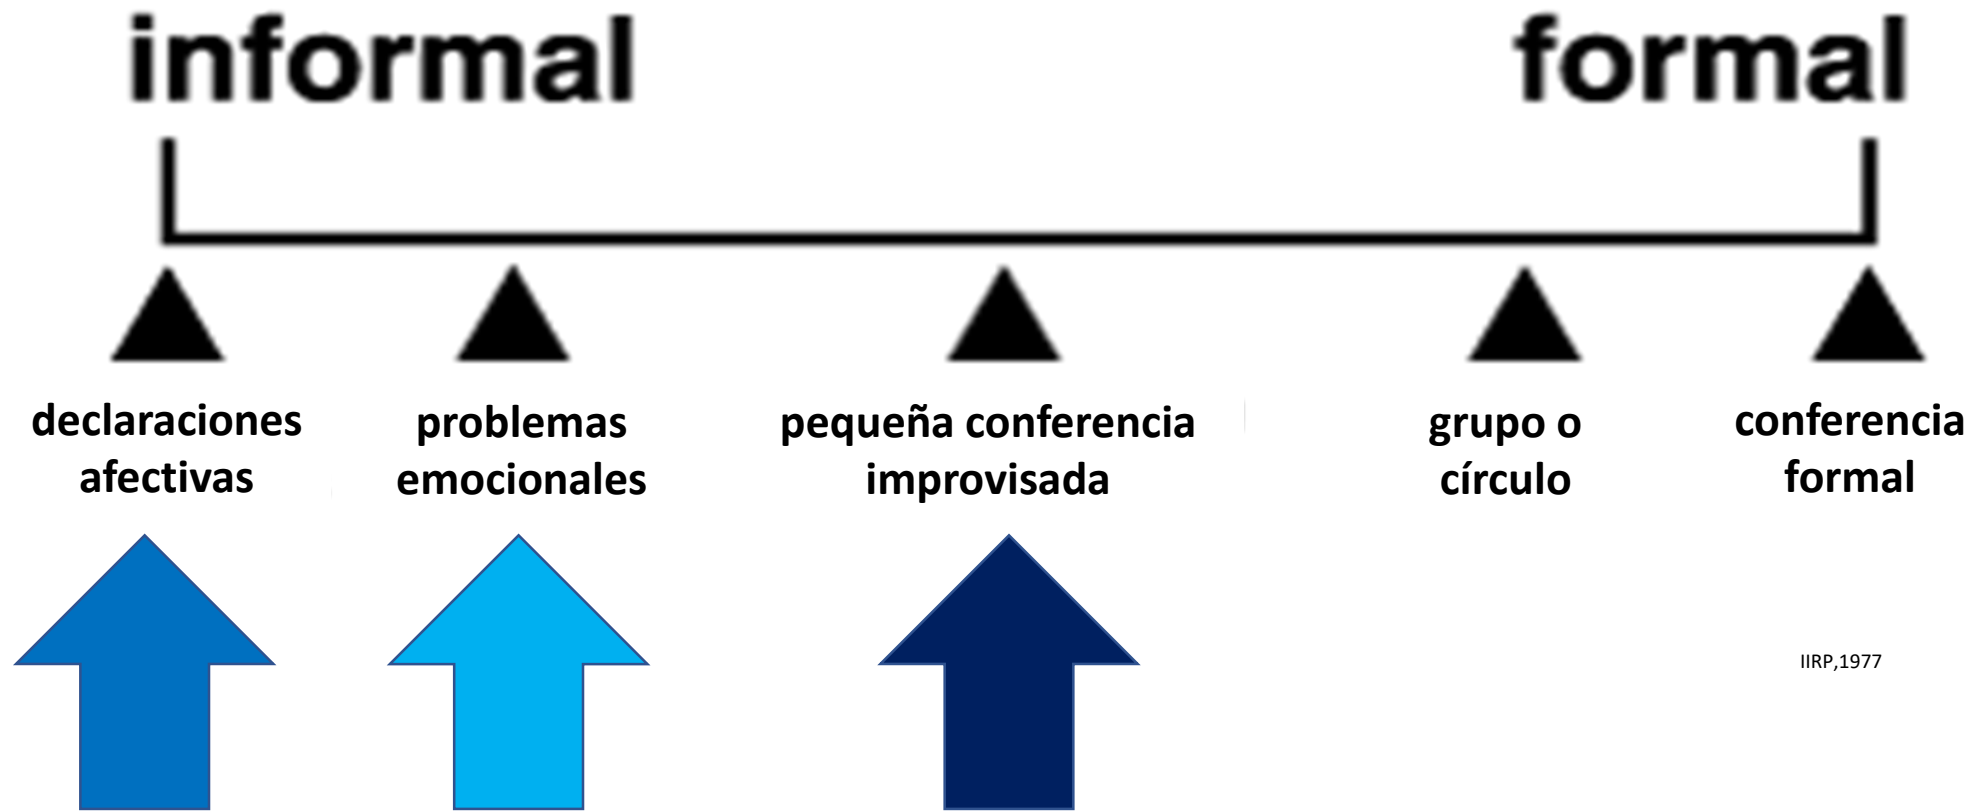 informal
formal
declaraciones
afectivas
problemas
emocionales
pequeña conferencia
improvisada
grupo o
círculo
conferencia
formal
IIRP,1977